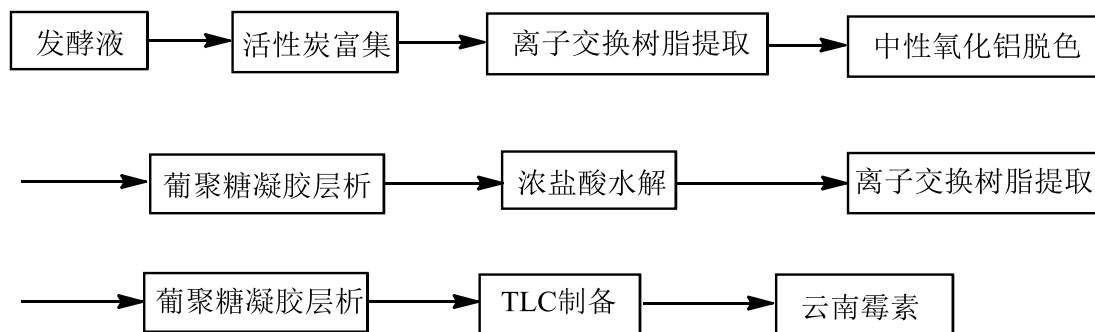 发酵液 活性炭富集 离子交换树脂提取 中性氧化铝脱色
葡聚糖凝胶层析 浓盐酸水解 离子交换树脂提取
葡聚糖凝胶层析 TLC制备 云南霉素